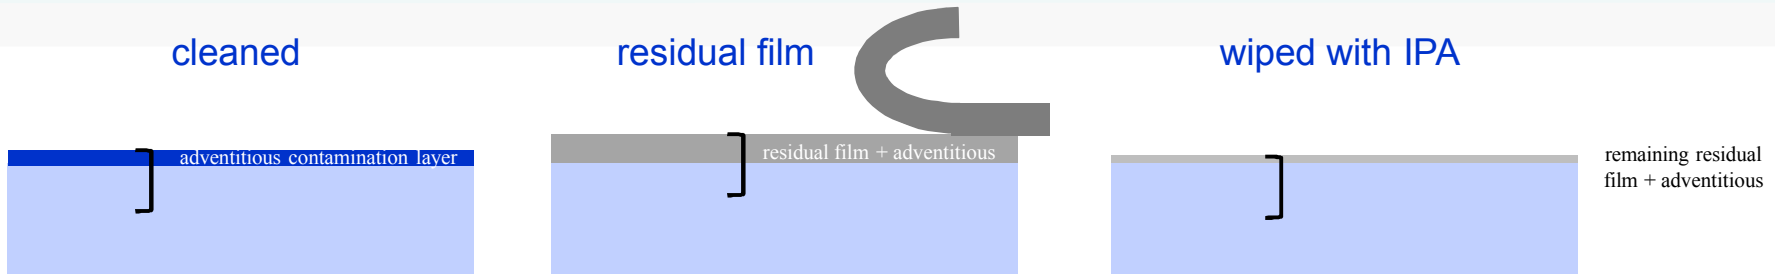 cleaned
residual film
wiped with IPA
adventitious contamination layer
residual film + adventitious
remaining residual
film + adventitious